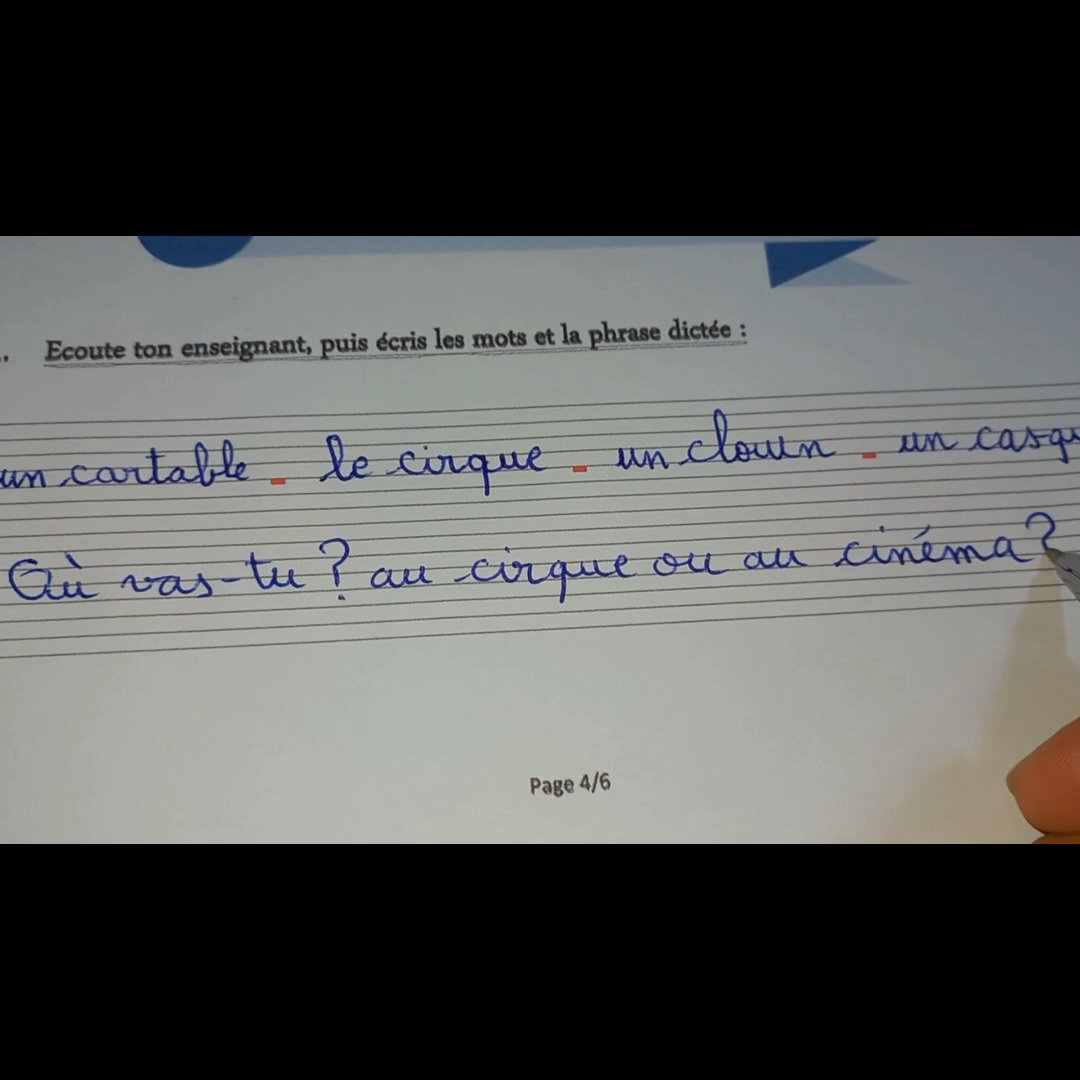 Ecoute ton enseignant, puis écris les mots et la phrase dictée :
un cartable - le cirque - un clown - un
Où vas-tu ? au cirque ou au cinéma ?
Page 4/6